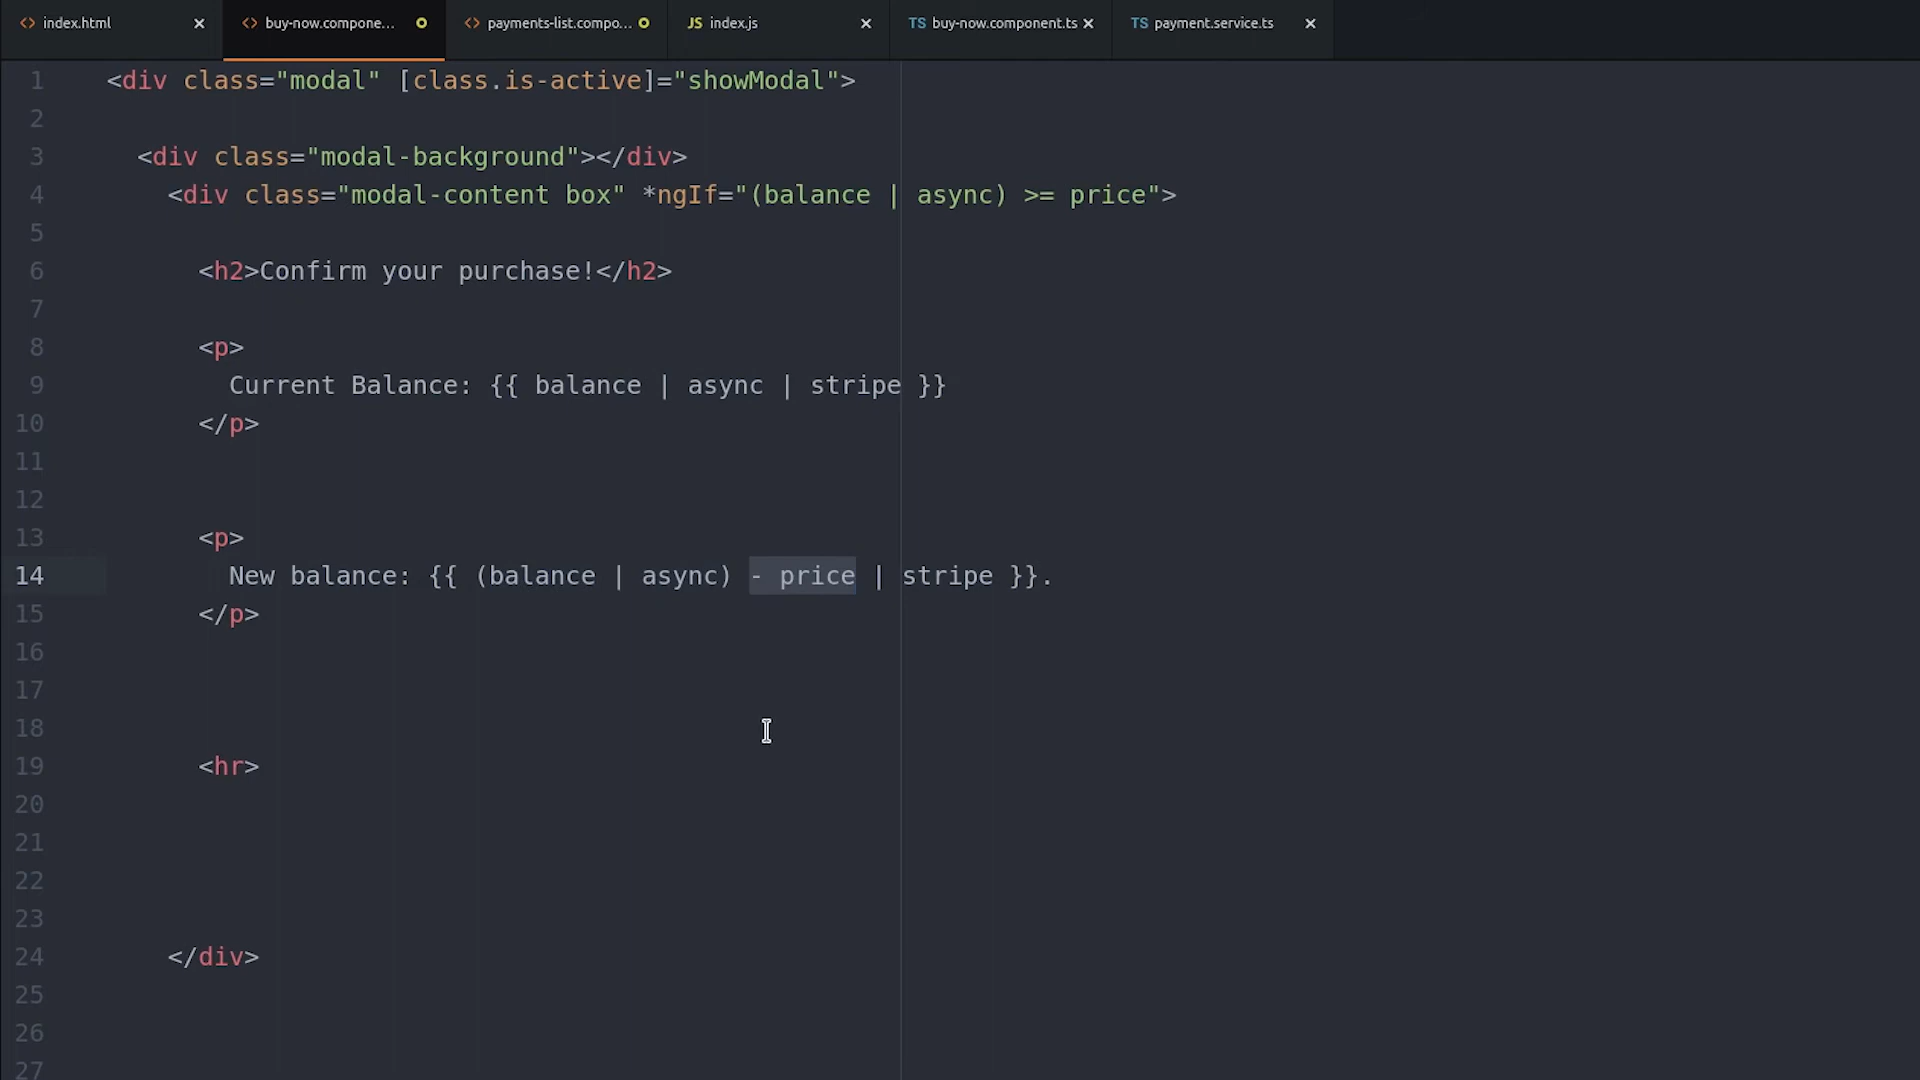 <> index.html ×
<> buy-now.compone...
<> payments-list.compo...
JS index.js ×
TS buy-now.component.ts ×
TS payment.service.ts ×
1 <div class="modal" [class.is-active]="showModal">
2
3 <div class="modal-background"></div>
4 <div class="modal-content box" *ngIf="(balance | async) >= price">
5
6 <h2>Confirm your purchase!</h2>
7
8 <p>
9 Current Balance: {{ balance | async | stripe }}
10 </p>
11
12
13 <p>
14 New balance: {{ (balance | async) - price | stripe }}.
15 </p>
16
17
18
19 <hr>
20
21
22
23
24 </div>
25
26
27